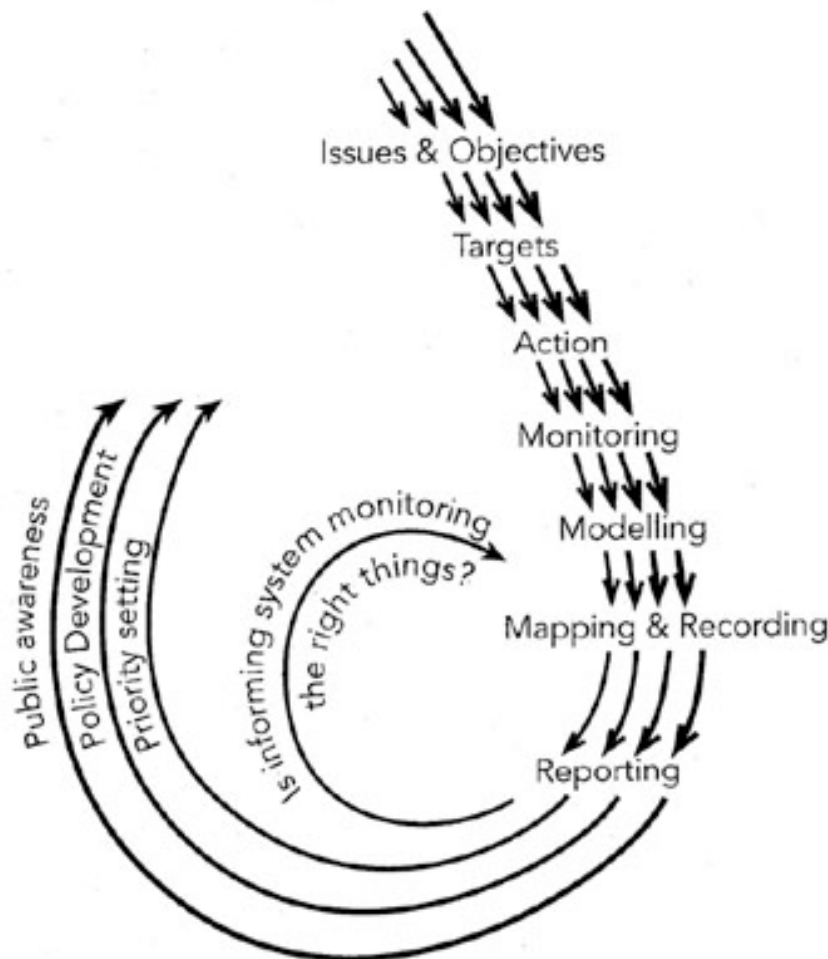 Issues & Objectives
Targets
Action
Monitoring
Modelling
Mapping & Recording
Reporting
Public awareness
Policy Development
Priority setting
Is informing system monitoring
the right things?